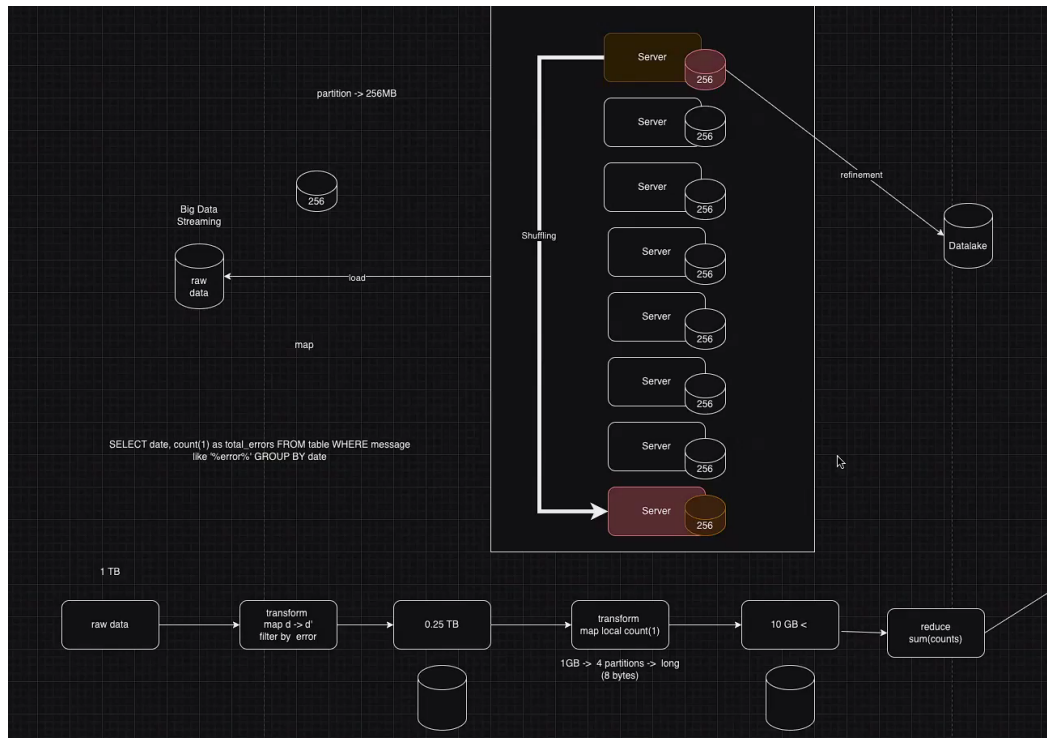 Server
256
partition -> 256MB
Server
256
refinement
Server
256
256
Big Data
Streaming
Shuffling
Datalake
Server
256
raw
data
load
Server
256
map
Server
256
SELECT date, count(1) as total_errors FROM table WHERE message
like '%error%' GROUP BY date
Server
256
Server
256
1 TB
raw data
transform
map d -> d'
filter by error
0.25 TB
transform
map local count(1)
10 GB <
reduce
sum(counts)
1GB -> 4 partitions -> long
(8 bytes)